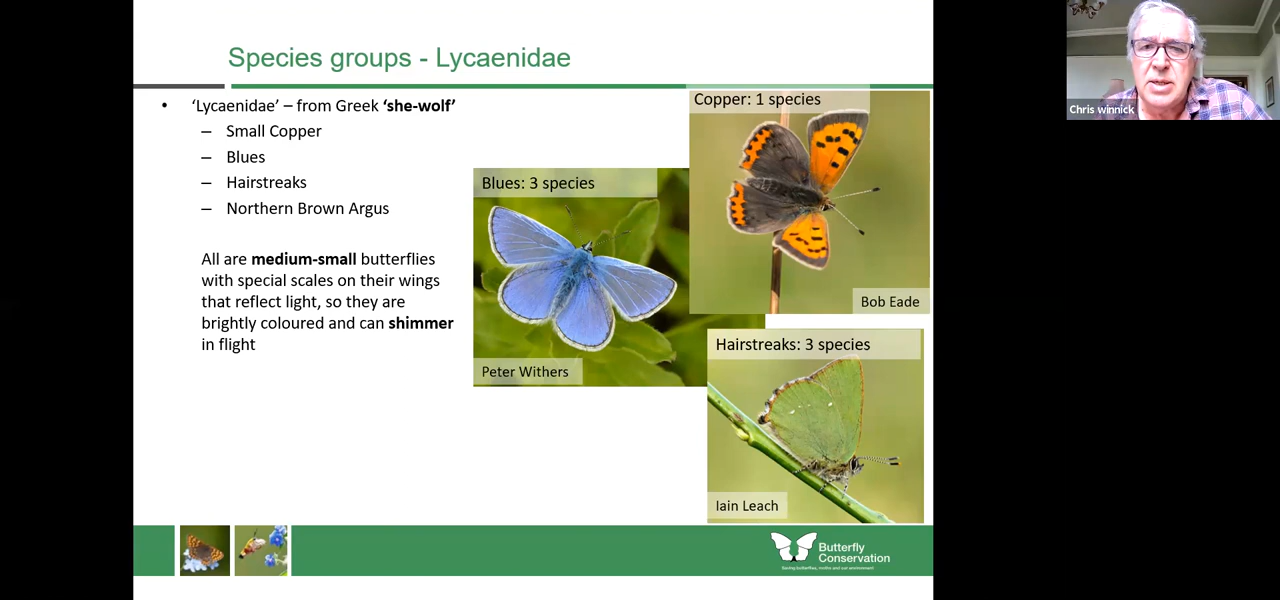 Species groups - Lycaenidae
• ‘Lycaenidae’ – from Greek ‘she-wolf’
– Small Copper
– Blues
– Hairstreaks
– Northern Brown Argus
All are medium-small butterflies
with special scales on their wings
that reflect light, so they are
brightly coloured and can shimmer
in flight
Blues: 3 species
Peter Withers
Copper: 1 species
Bob Eade
Hairstreaks: 3 species
Iain Leach
Butterfly
Conservation
Saving butterflies, moths and our environment
Chris winnick